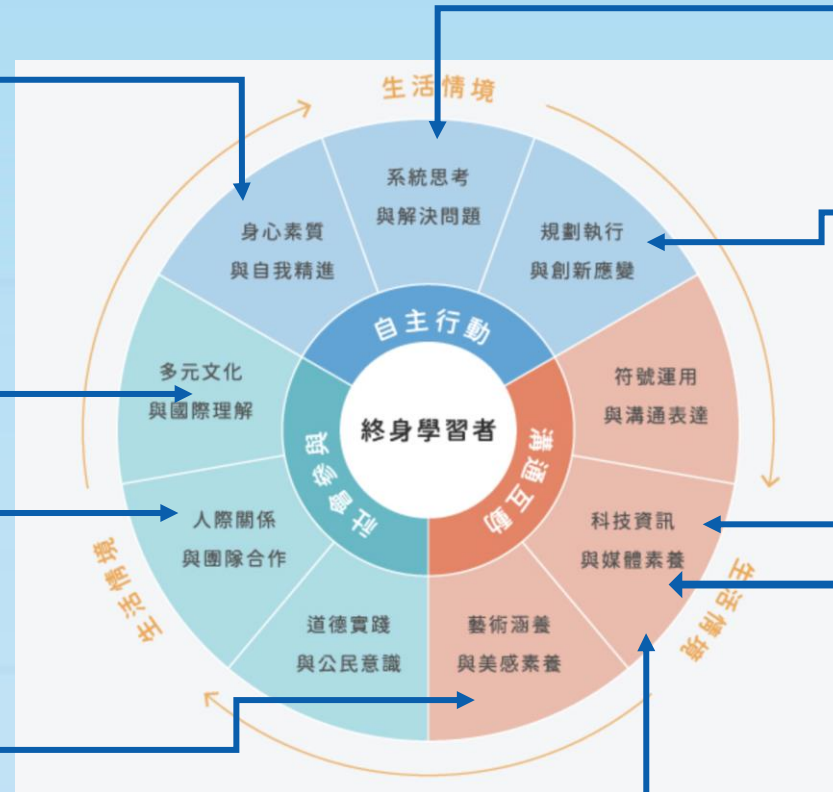 生活情境
系統思考
與解決問題
身心素質
與自我精進
規劃執行
與創新應變
自主行動
多元文化
與國際理解
符號運用
與溝通表達
終身學習者
社會參與
溝通互動
人際關係
與團隊合作
科技資訊
與媒體素養
道德實踐
與公民意識
藝術涵養
與美感素養
生活情境
生活情境